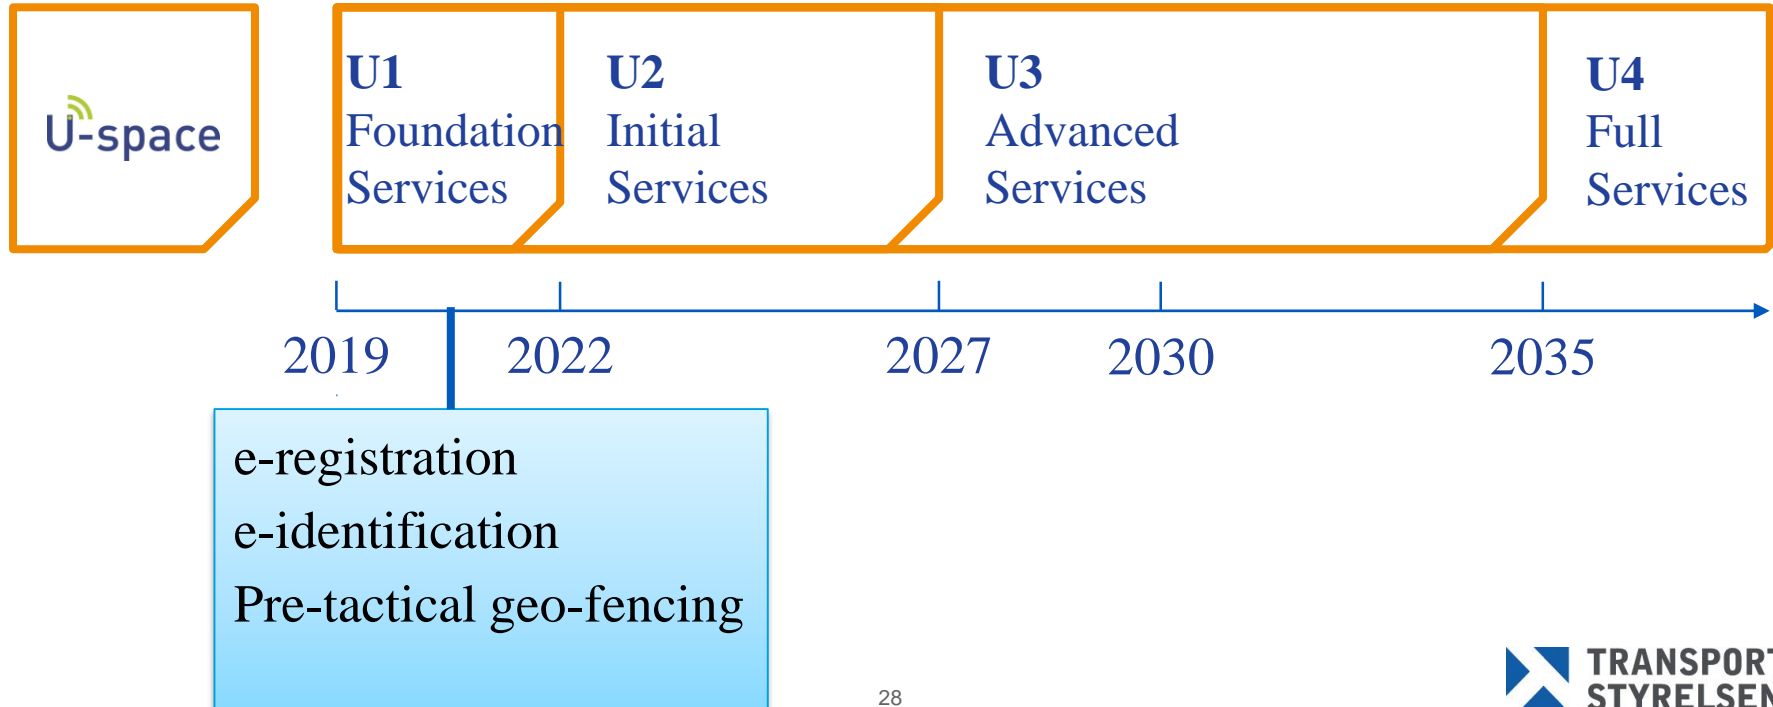 U-space
U1
Foundation
Services
U2
Initial
Services
U3
Advanced
Services
U4
Full
Services
2019
2022
2027
2030
2035
e-registration
e-identification
Pre-tactical geo-fencing
28
TRANSPORT
STYRELSEN